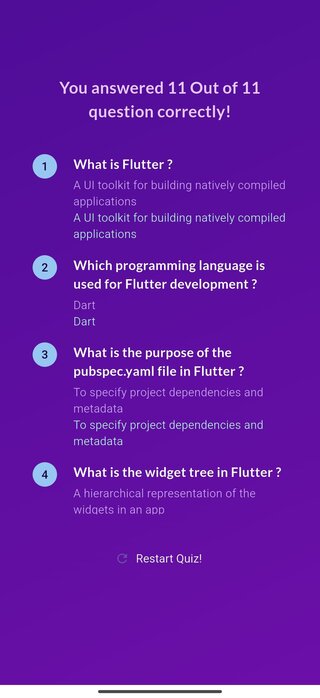 You answered 11 Out of 11
question correctly!
1
What is Flutter ?
A UI toolkit for building natively compiled
applications
A UI toolkit for building natively compiled
applications
2
Which programming language is
used for Flutter development ?
Dart
Dart
3
What is the purpose of the
pubspec.yaml file in Flutter ?
To specify project dependencies and
metadata
To specify project dependencies and
metadata
4
What is the widget tree in Flutter ?
A hierarchical representation of the
widgets in an app
Restart Quiz!